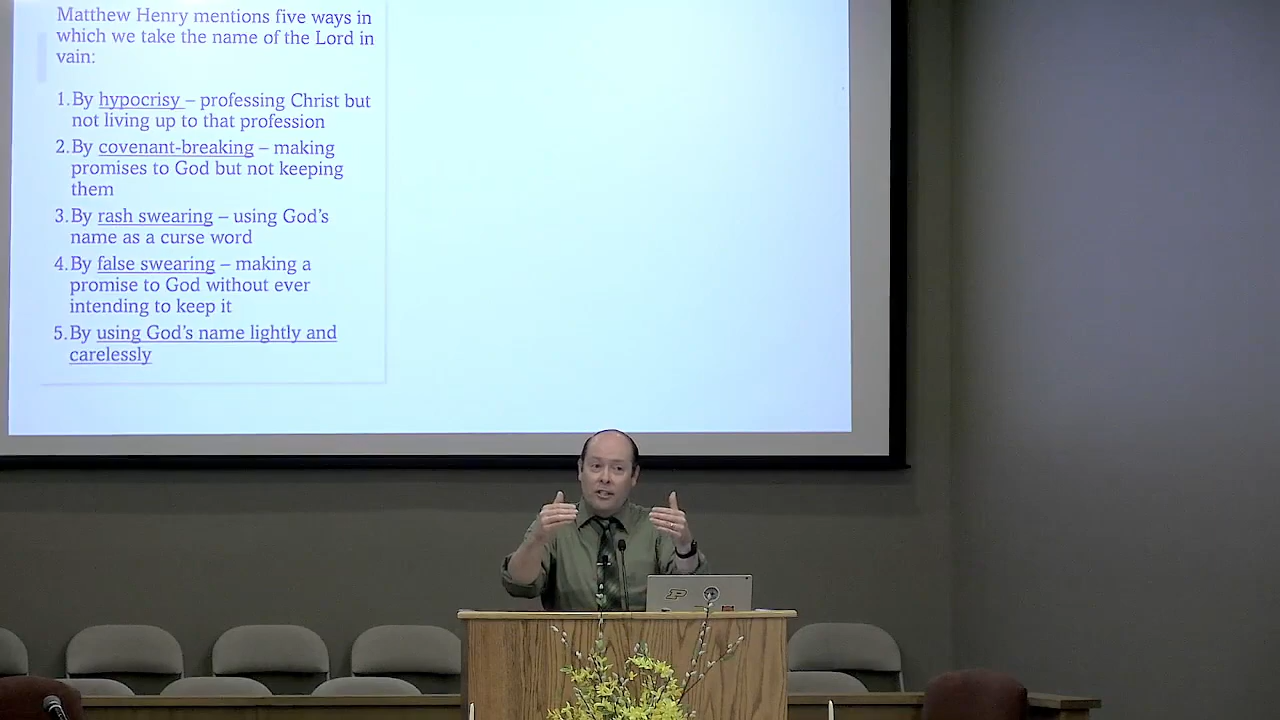 Matthew Henry mentions five ways in
which we take the name of the Lord in
vain:
1.By hypocrisy – professing Christ but
not living up to that profession
2.By covenant-breaking – making
promises to God but not keeping
them
3.By rash swearing – using God's
name as a curse word
4.By false swearing – making a
promise to God without ever
intending to keep it
5.By using God's name lightly and
carelessly
P